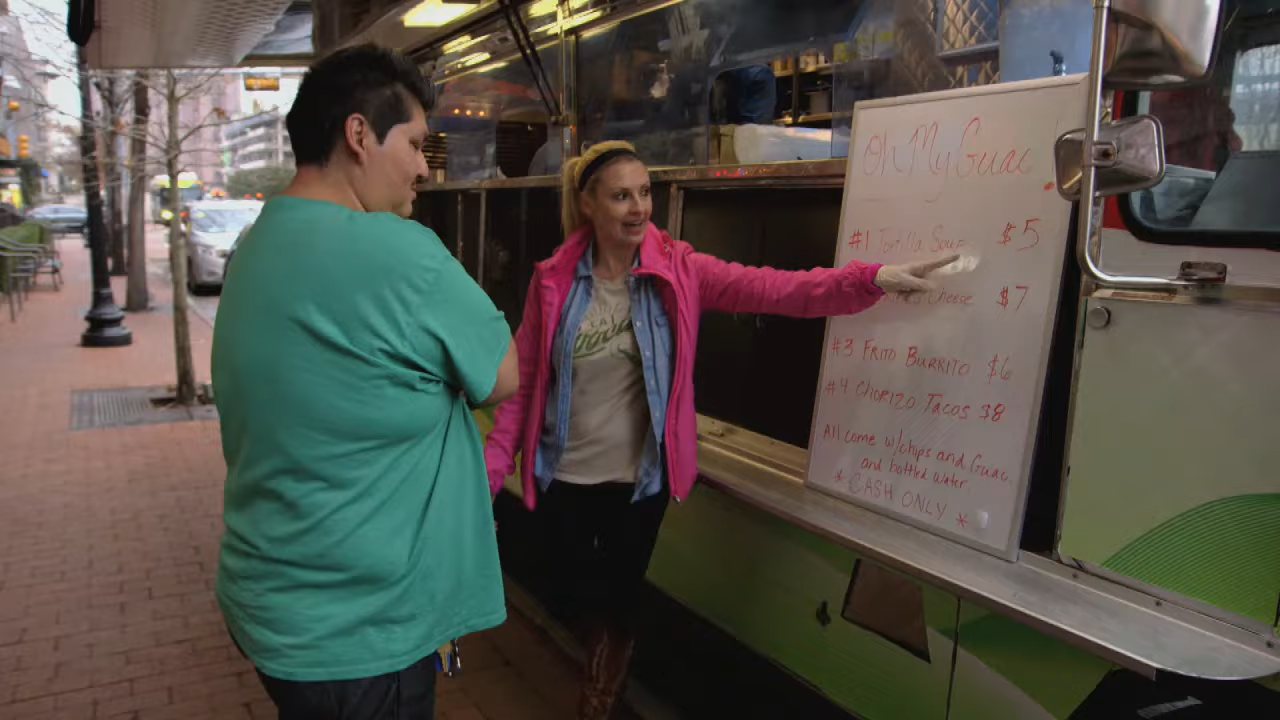 Oh My Guac
#1 Tortilla Soup $5
Cheese $7
#3 FRITO BURRITO $6
#4 CHORIZO TACOS $8
All come w/chips and Guac
and bottled water.
* CASH ONLY *